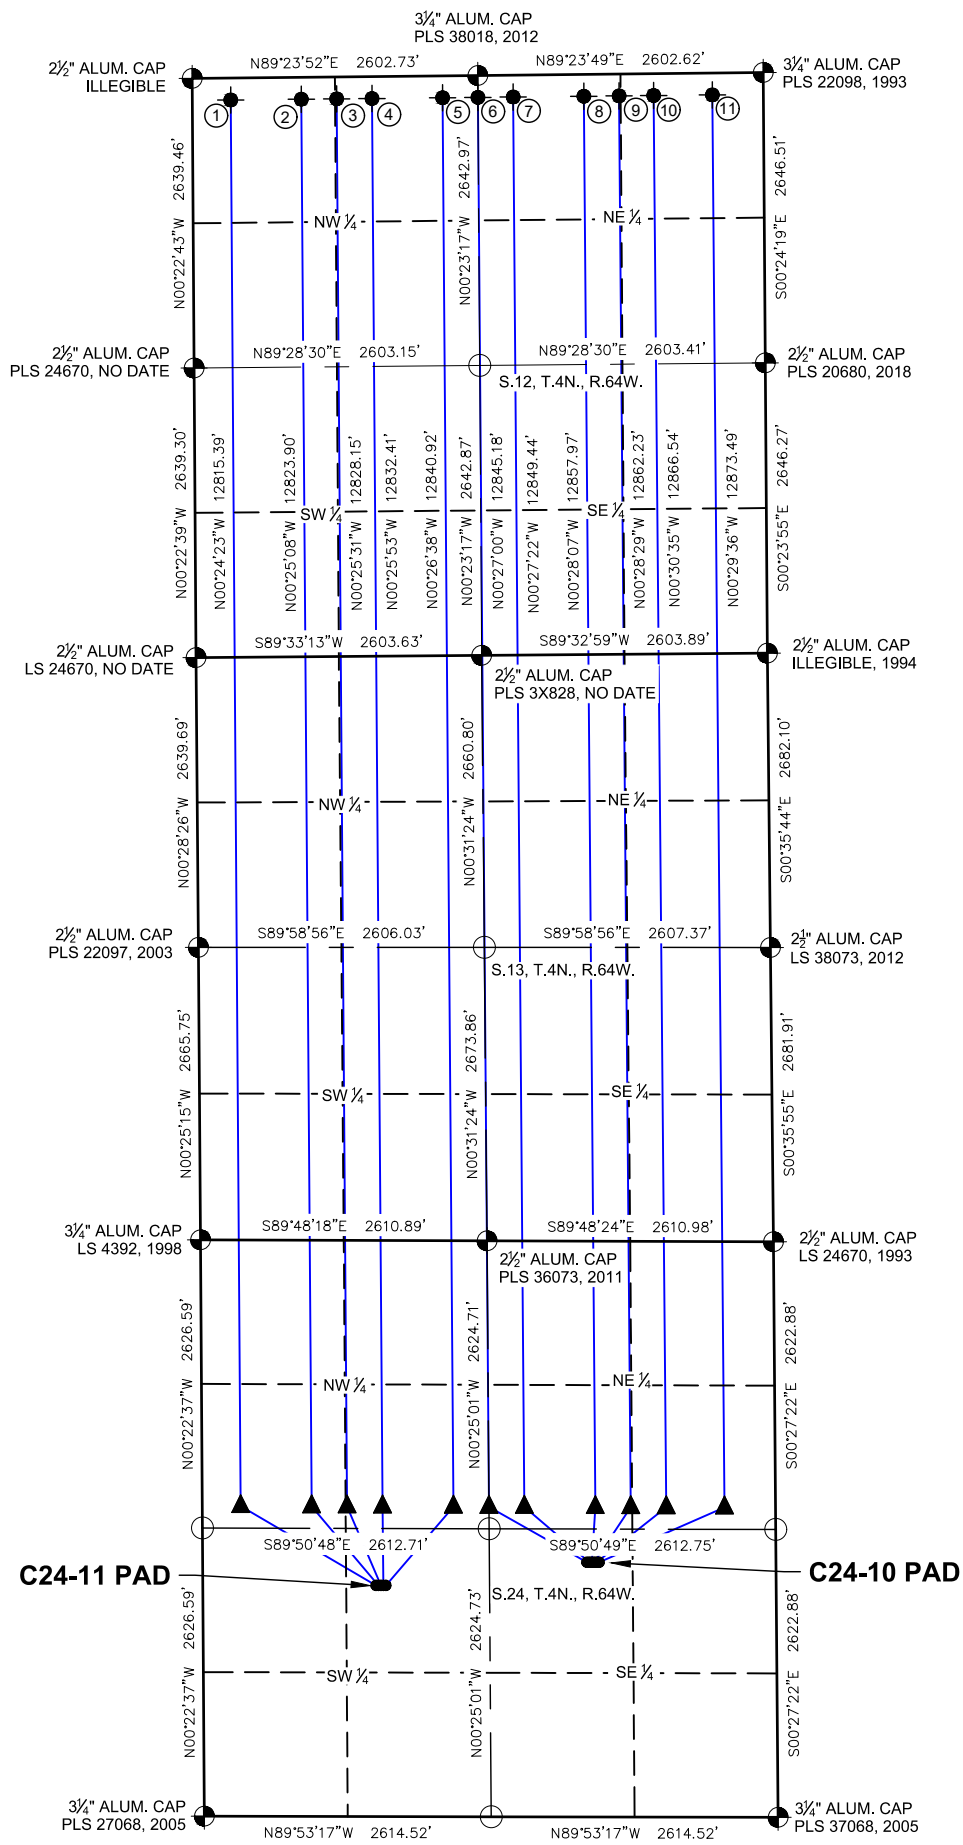 3¼" ALUM. CAP
PLS 38018, 2012
2½" ALUM. CAP
ILLEGIBLE
N89°23'52"E 2602.73'
N89°23'49"E 2602.62'
3¼" ALUM. CAP
PLS 22098, 1993
1
2
3
4
5
6
7
8
9
10
11
N00°22'43"W 2639.46'
N00°23'17"W 2642.97'
S00°24'19"E 2646.51'
NW ¼
NE ¼
2½" ALUM. CAP
PLS 24670, NO DATE
N89°28'30"E 2603.15'
N89°28'30"E 2603.41'
2½" ALUM. CAP
PLS 20680, 2018
S.12, T.4N., R.64W.
N00°22'39"W 2639.30'
N00°24'23"W 12815.39'
N00°25'08"W 12823.90'
N00°25'31"W 12828.15'
N00°25'53"W 12832.41'
N00°26'38"W 12840.92'
N00°23'17"W 2642.87'
N00°27'00"W 12845.18'
N00°27'22"W 12849.44'
N00°28'07"W 12857.97'
N00°28'29"W 12862.23'
N00°30'35"W 12866.54'
N00°29'36"W 12873.49'
S00°23'55"E 2646.27'
SW ¼
SE ¼
2½" ALUM. CAP
LS 24670, NO DATE
S89°33'13"W 2603.63'
S89°32'59"W 2603.89'
2½" ALUM. CAP
ILLEGIBLE, 1994
2½" ALUM. CAP
PLS 3X828, NO DATE
N00°28'26"W 2639.69'
N00°31'24"W 2660.80'
S00°35'44"E 2682.10'
NW ¼
NE ¼
2½" ALUM. CAP
PLS 22097, 2003
S89°58'56"E 2606.03'
S89°58'56"E 2607.37'
2½" ALUM. CAP
LS 38073, 2012
S.13, T.4N., R.64W.
N00°25'15"W 2665.75'
N00°31'24"W 2673.86'
S00°35'55"E 2681.91'
SW ¼
SE ¼
3¼" ALUM. CAP
LS 4392, 1998
S89°48'18"E 2610.89'
S89°48'24"E 2610.98'
2½" ALUM. CAP
LS 24670, 1993
2½" ALUM. CAP
PLS 36073, 2011
N00°22'37"W 2626.59'
N00°25'01"W 2624.71'
S00°27'22"E 2622.88'
NW ¼
NE ¼
S89°50'48"E 2612.71'
S89°50'49"E 2612.75'
C24-11 PAD
C24-10 PAD
S.24, T.4N., R.64W.
N00°22'37"W 2626.59'
N00°25'01"W 2624.73'
S00°27'22"E 2622.88'
SW ¼
SE ¼
3¼" ALUM. CAP
PLS 27068, 2005
N89°53'17"W 2614.52'
N89°53'17"W 2614.52'
3¼" ALUM. CAP
PLS 37068, 2005